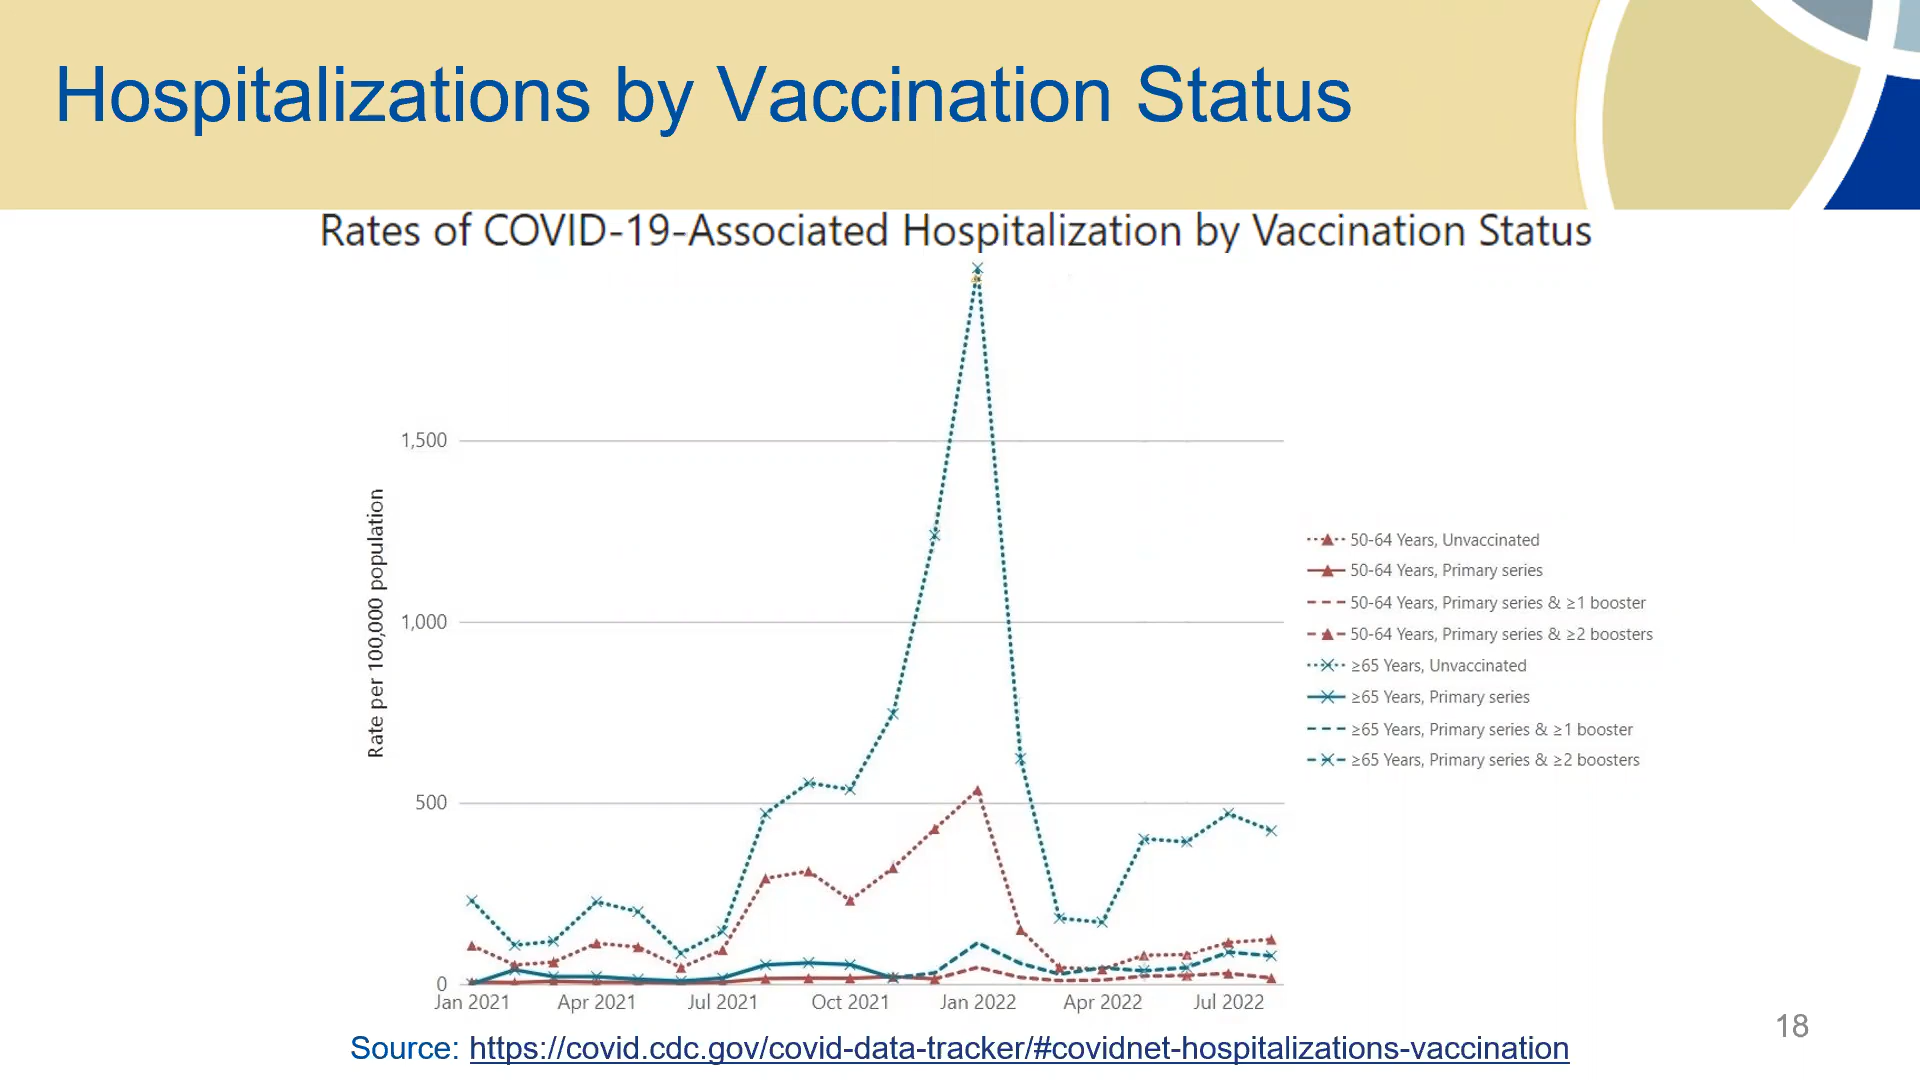 Hospitalizations by Vaccination Status
Rates of COVID-19-Associated Hospitalization by Vaccination Status
Rate per 100,000 population
1,500
1,000
500
0
Jan 2021 Apr 2021 Jul 2021 Oct 2021 Jan 2022 Apr 2022 Jul 2022
50-64 Years, Unvaccinated
50-64 Years, Primary series
50-64 Years, Primary series & ≥1 booster
50-64 Years, Primary series & ≥2 boosters
≥65 Years, Unvaccinated
≥65 Years, Primary series
≥65 Years, Primary series & ≥1 booster
≥65 Years, Primary series & ≥2 boosters
Source: https://covid.cdc.gov/covid-data-tracker/#covidnet-hospitalizations-vaccination
18